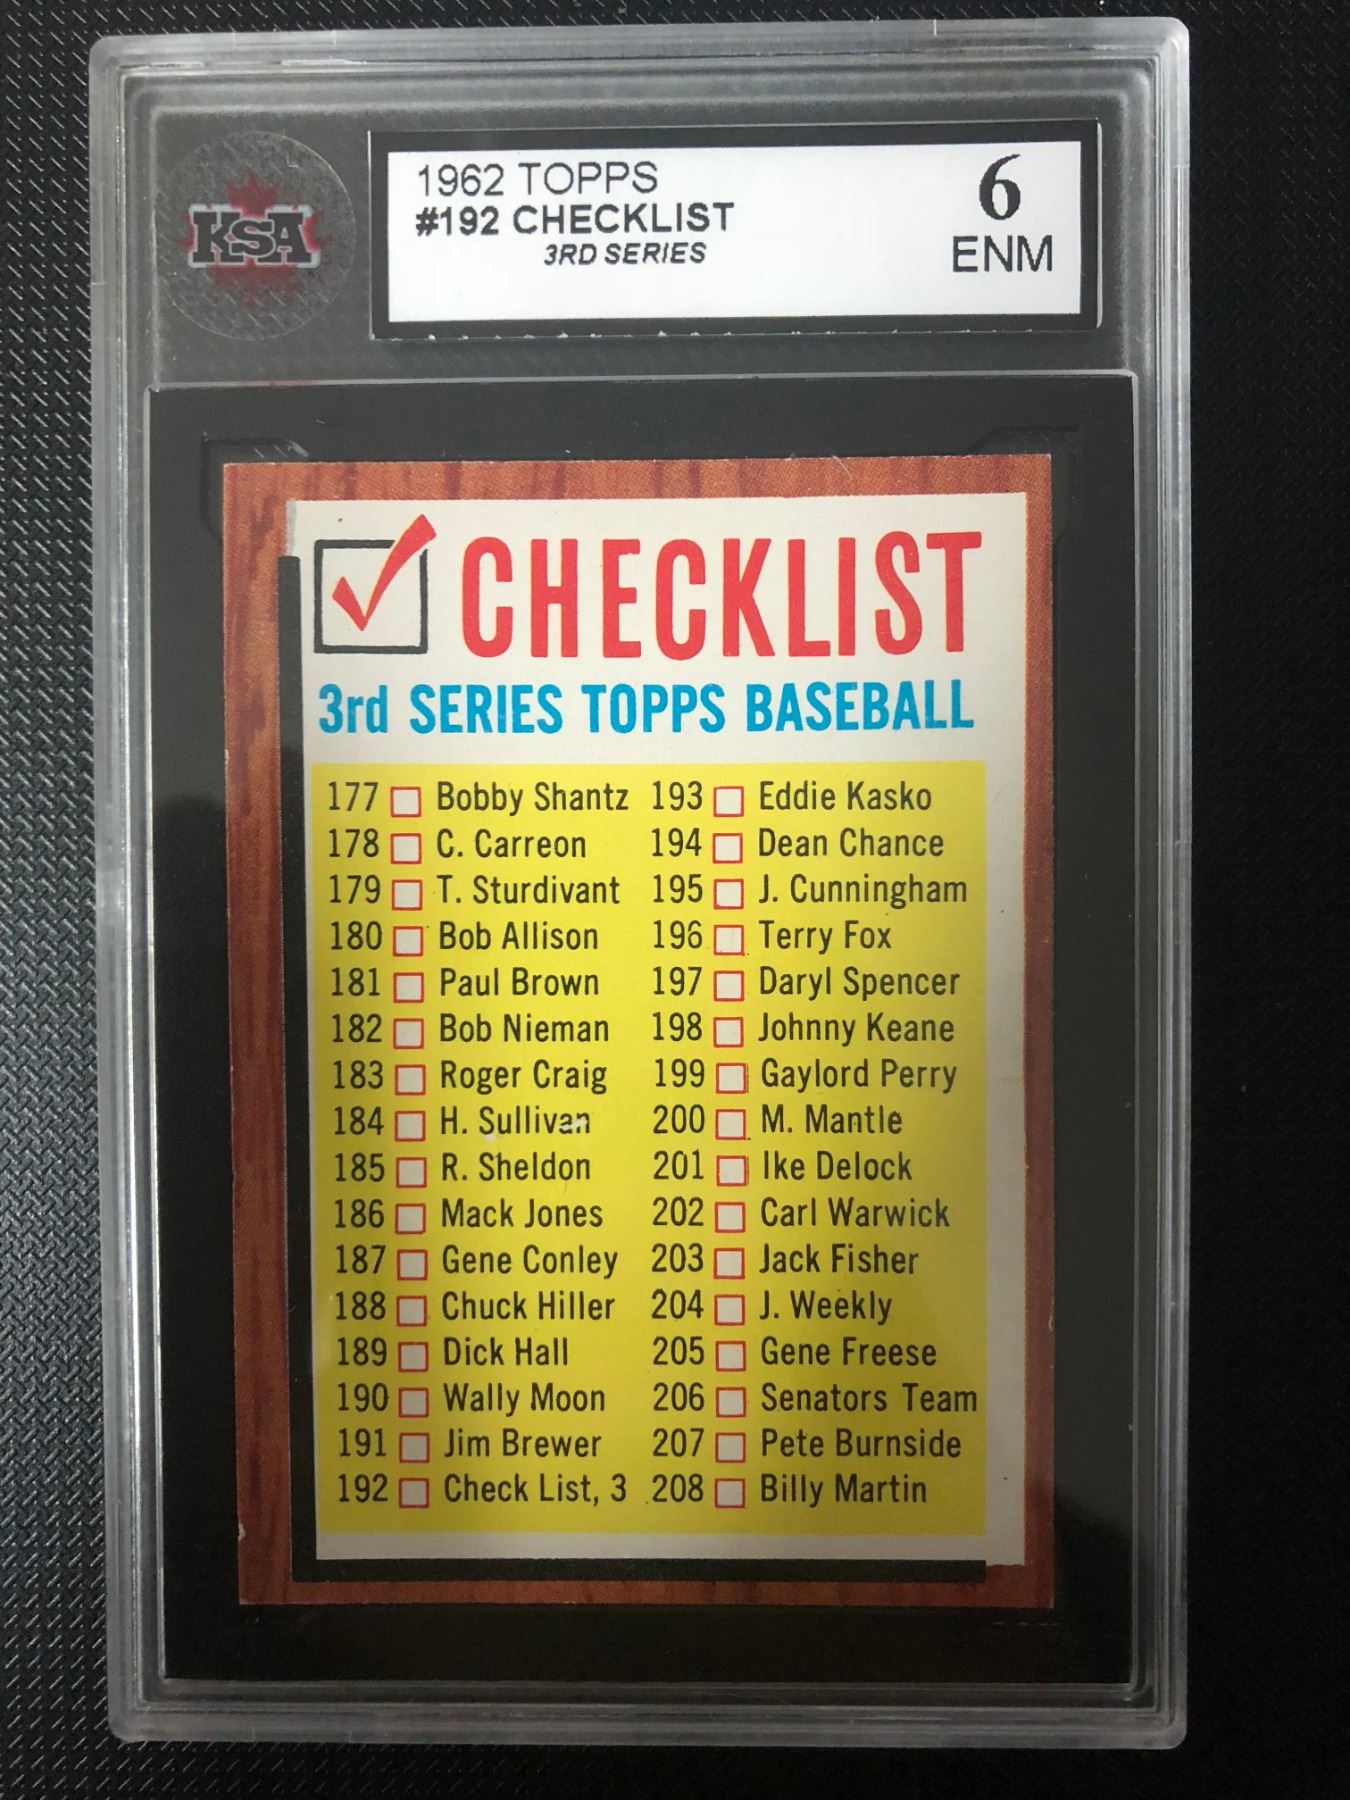 KSA
1962 TOPPS
#192 CHECKLIST
3RD SERIES
6
ENM
CHECKLIST
3rd SERIES TOPPS BASEBALL
177 Bobby Shantz
178 C. Carreon
179 T. Sturdivant
180 Bob Allison
181 Paul Brown
182 Bob Nieman
183 Roger Craig
184 H. Sullivan
185 R. Sheldon
186 Mack Jones
187 Gene Conley
188 Chuck Hiller
189 Dick Hall
190 Wally Moon
191 Jim Brewer
192 Check List, 3
193 Eddie Kasko
194 Dean Chance
195 J. Cunningham
196 Terry Fox
197 Daryl Spencer
198 Johnny Keane
199 Gaylord Perry
200 M. Mantle
201 Ike Delock
202 Carl Warwick
203 Jack Fisher
204 J. Weekly
205 Gene Freese
206 Senators Team
207 Pete Burnside
208 Billy Martin